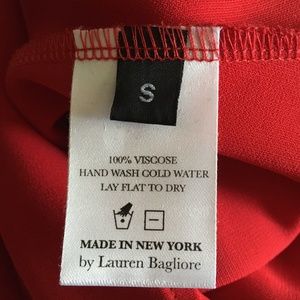 S
100% VISCOSE
HAND WASH COLD WATER
LAY FLAT TO DRY
MADE IN NEW YORK
by Lauren Bagliore